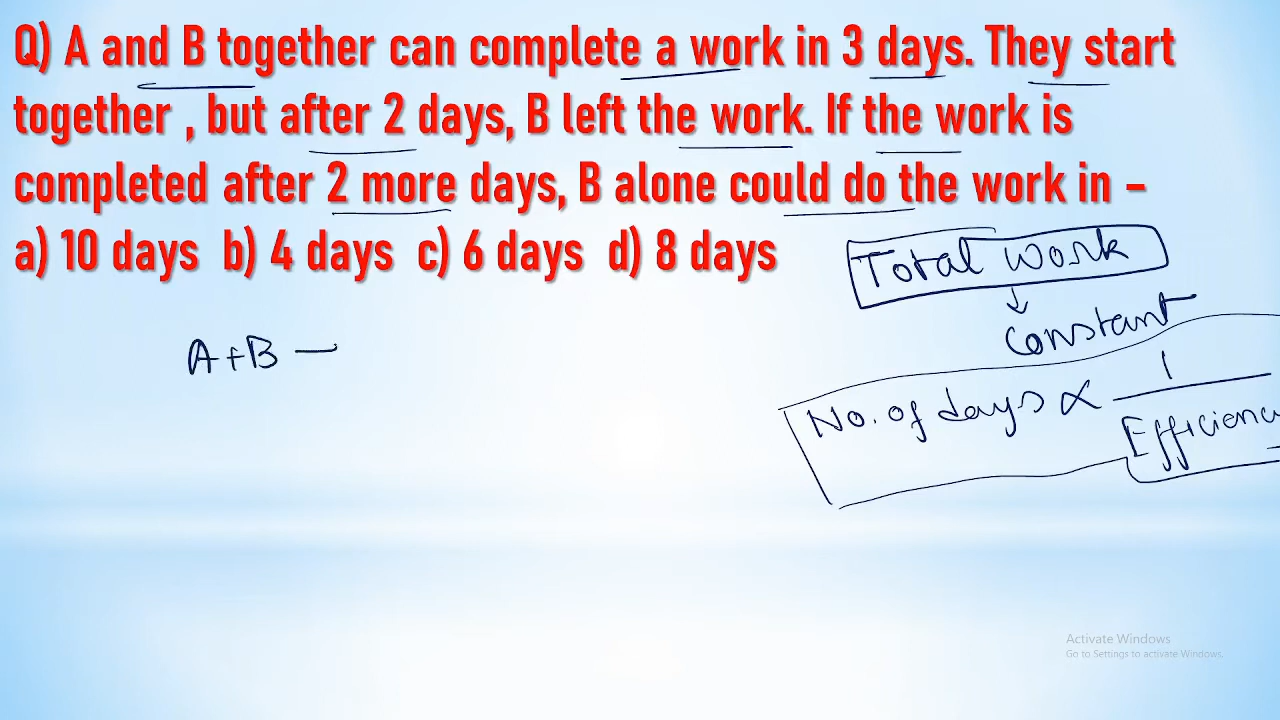 Q) A and B together can complete a work in 3 days. They start
together , but after 2 days, B left the work. If the work is
completed after 2 more days, B alone could do the work in –
a) 10 days b) 4 days c) 6 days d) 8 days
Total Work
↓
Constant
A+B —
No. of days ∝ 1
Efficienc
Activate Windows
Go to Settings to activate Windows.